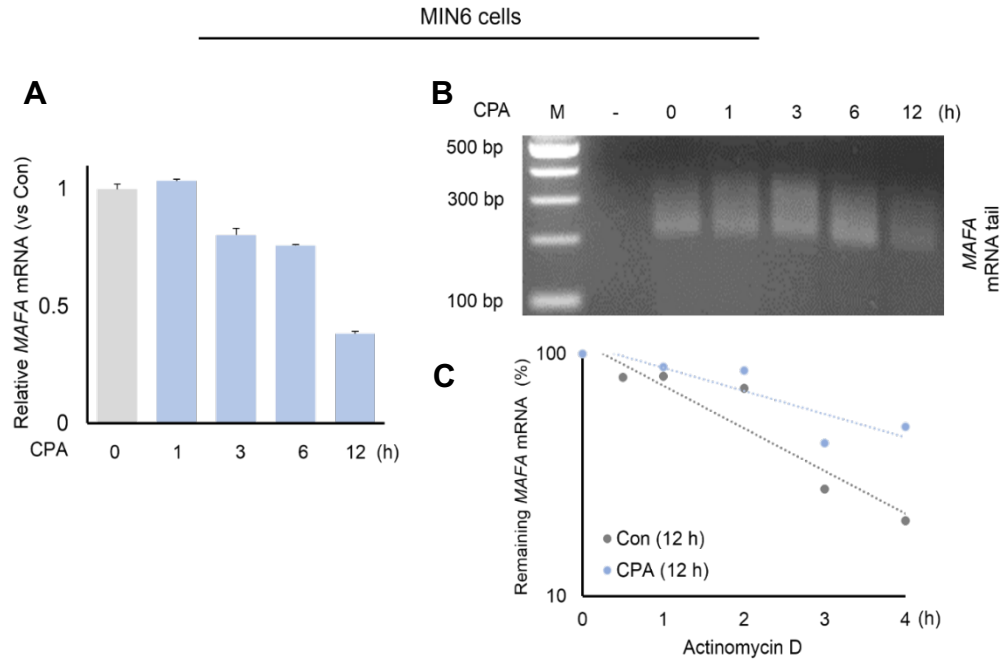 MIN6 cells
A
Relative MAFA mRNA (vs Con)
1
0.5
0
CPA 0 1 3 6 12 (h)
B
CPA M - 0 1 3 6 12 (h)
500 bp
300 bp
100 bp
MAFA
mRNA tail
C
Remaining MAFA mRNA (%)
100
10
Con (12 h)
CPA (12 h)
0 1 2 3 4 (h)
Actinomycin D